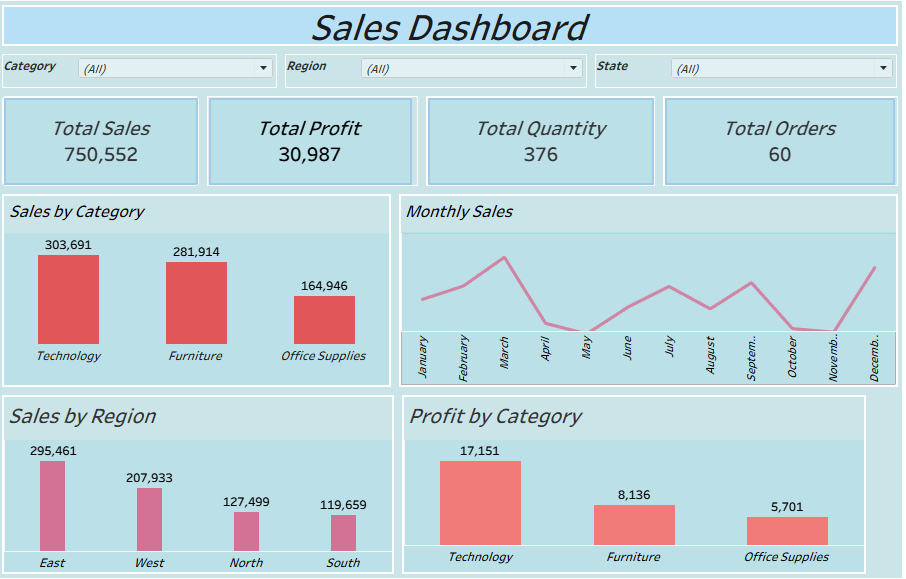 Sales Dashboard
Category (All) Region (All) State (All)
Total Sales
750,552
Total Profit
30,987
Total Quantity
376
Total Orders
60
Sales by Category
303,691
281,914
164,946
Technology Furniture Office Supplies
Monthly Sales
January
February
March
April
May
June
July
August
Septem..
October
Novemb..
Decemb..
Sales by Region
295,461
207,933
127,499
119,659
East West North South
Profit by Category
17,151
8,136
5,701
Technology Furniture Office Supplies